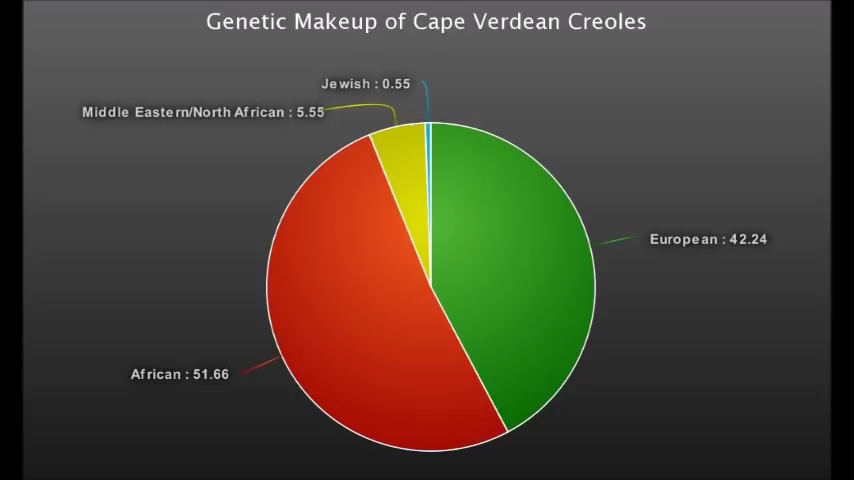 Genetic Makeup of Cape Verdean Creoles
Jewish : 0.55
Middle Eastern/North African : 5.55
European : 42.24
African : 51.66